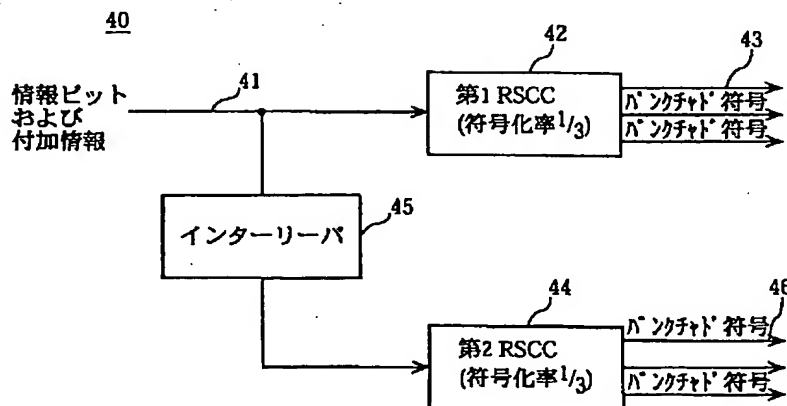 40
42
43
41
情報ビット
および
付加情報
第1 RSCC
(符号化率1/3)
パンクチャド符号
パンクチャド符号
インターリーバ
45
44
46
第2 RSCC
(符号化率1/3)
パンクチャド符号
パンクチャド符号